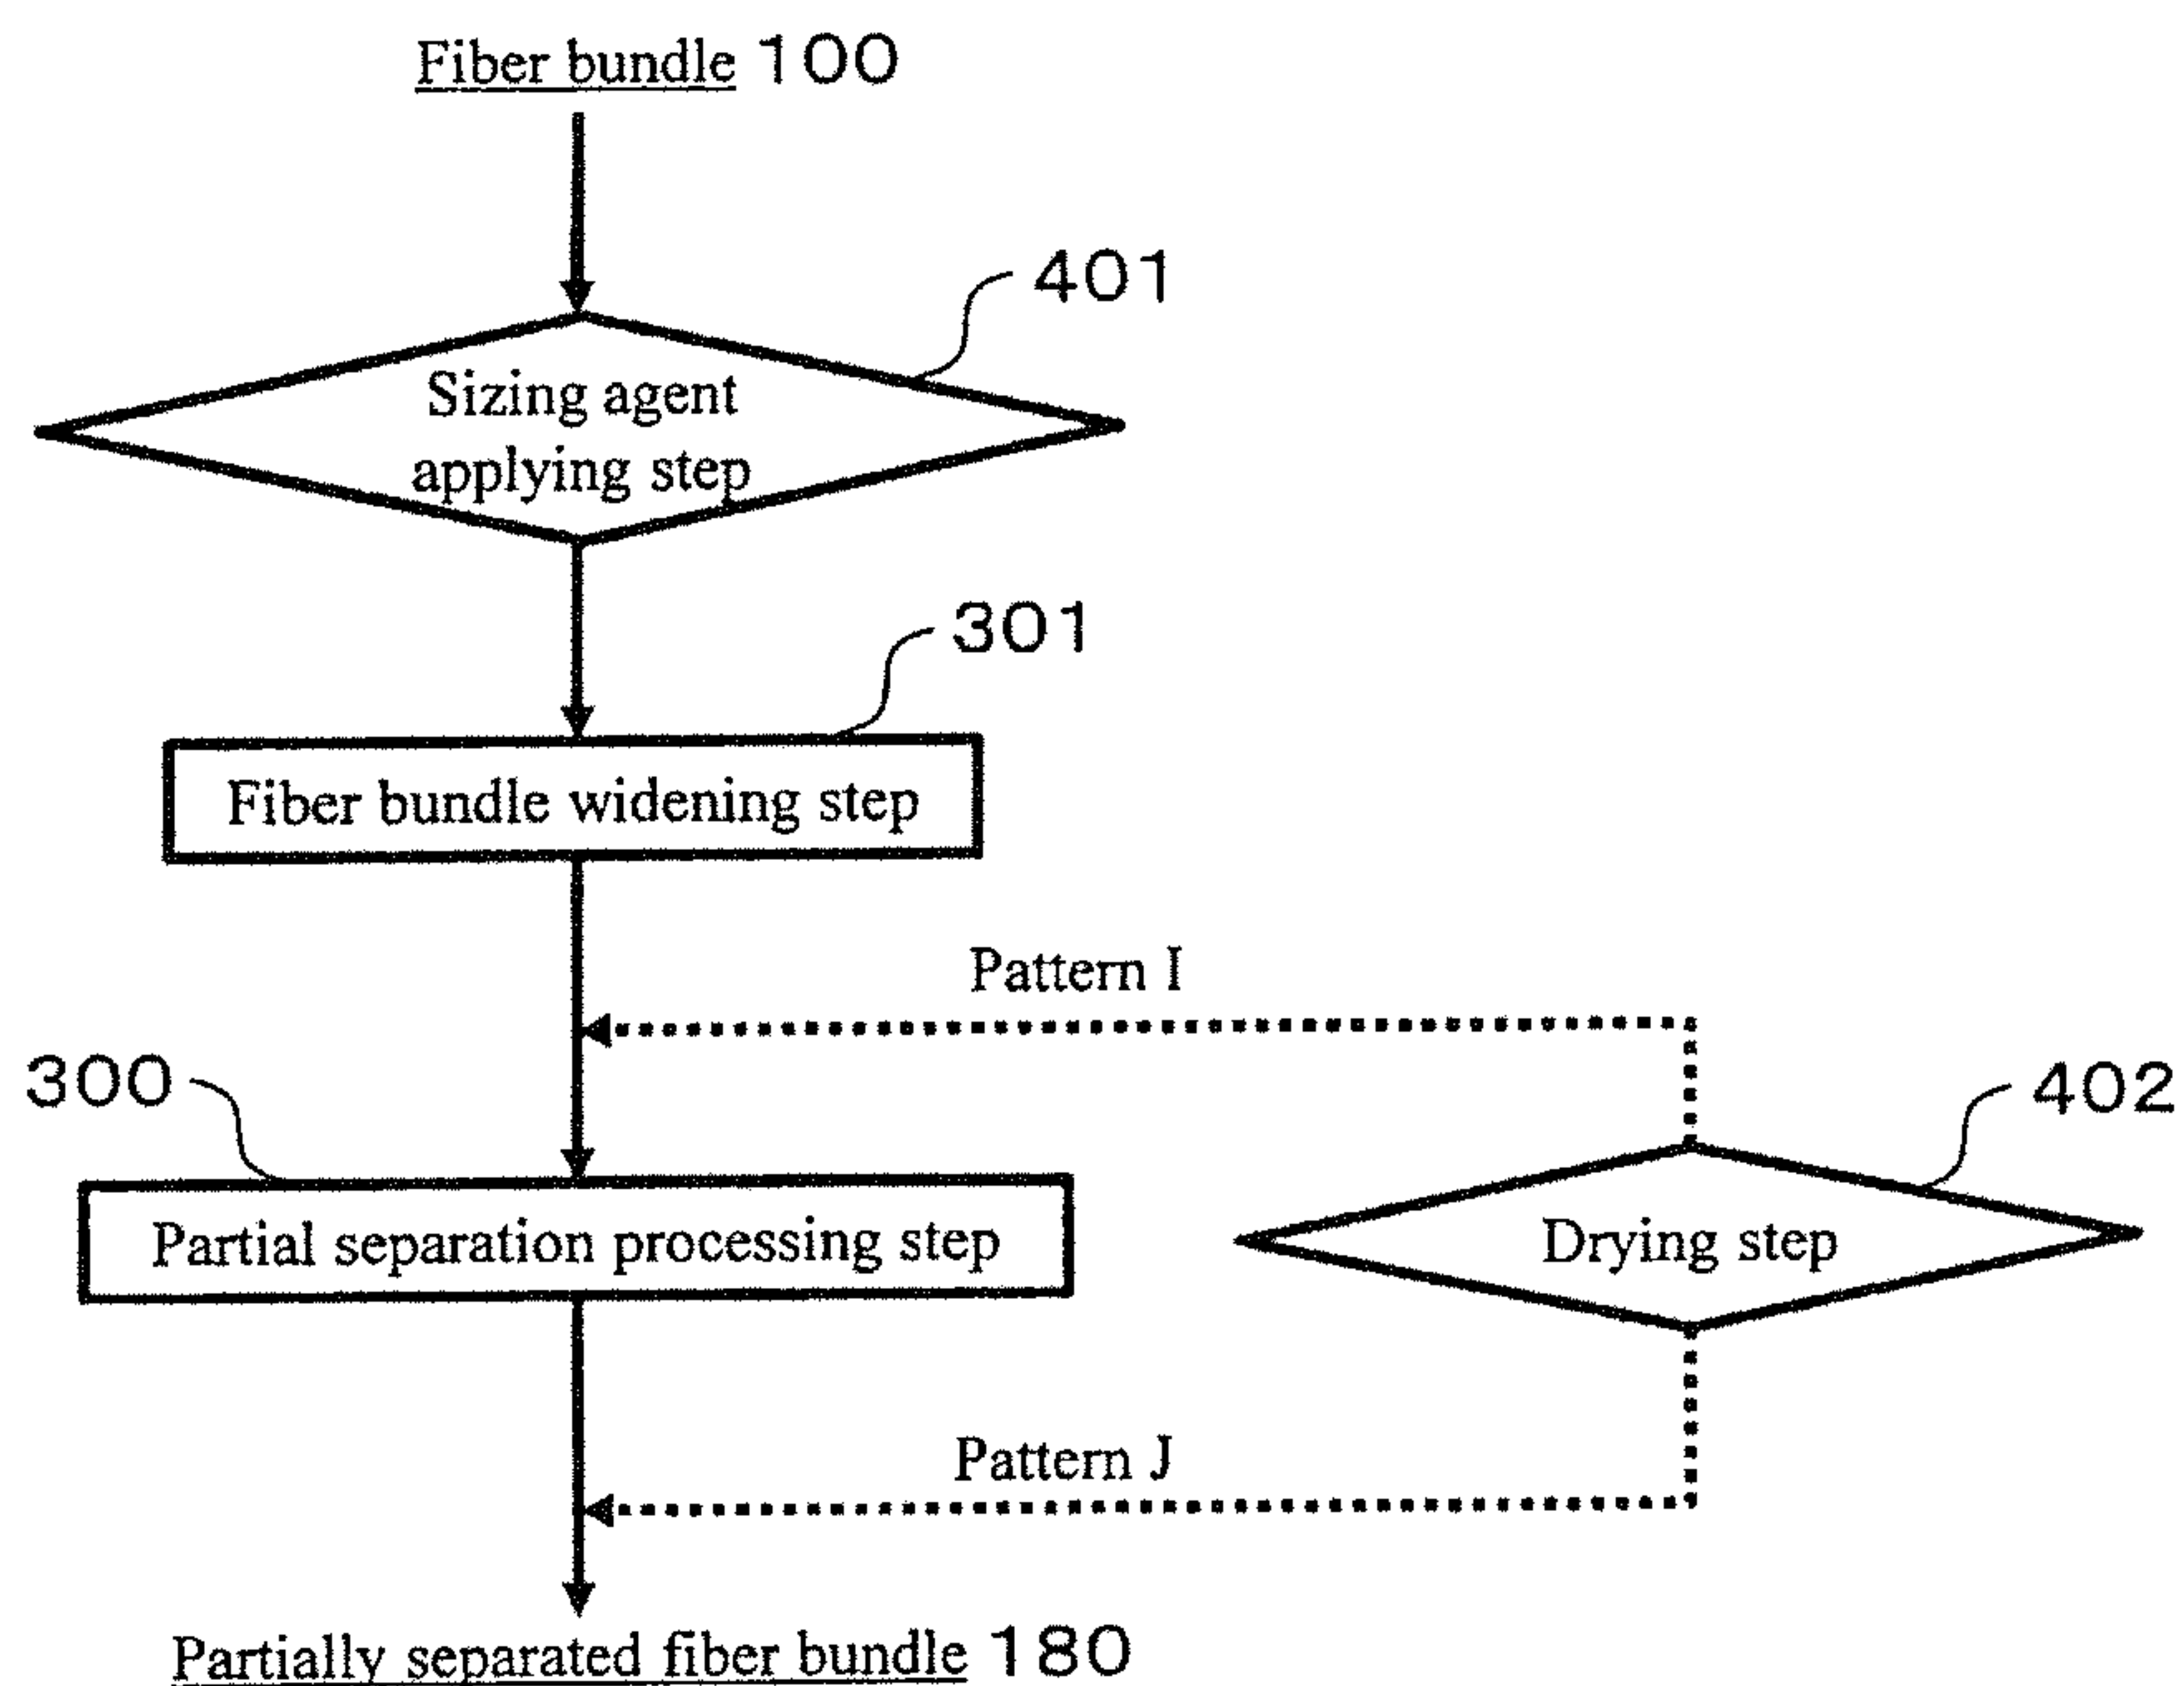 Fiber bundle 100
401
Sizing agent
applying step
301
Fiber bundle widening step
Pattern I
300
402
Partial separation processing step
Drying step
Pattern J
Partially separated fiber bundle 180